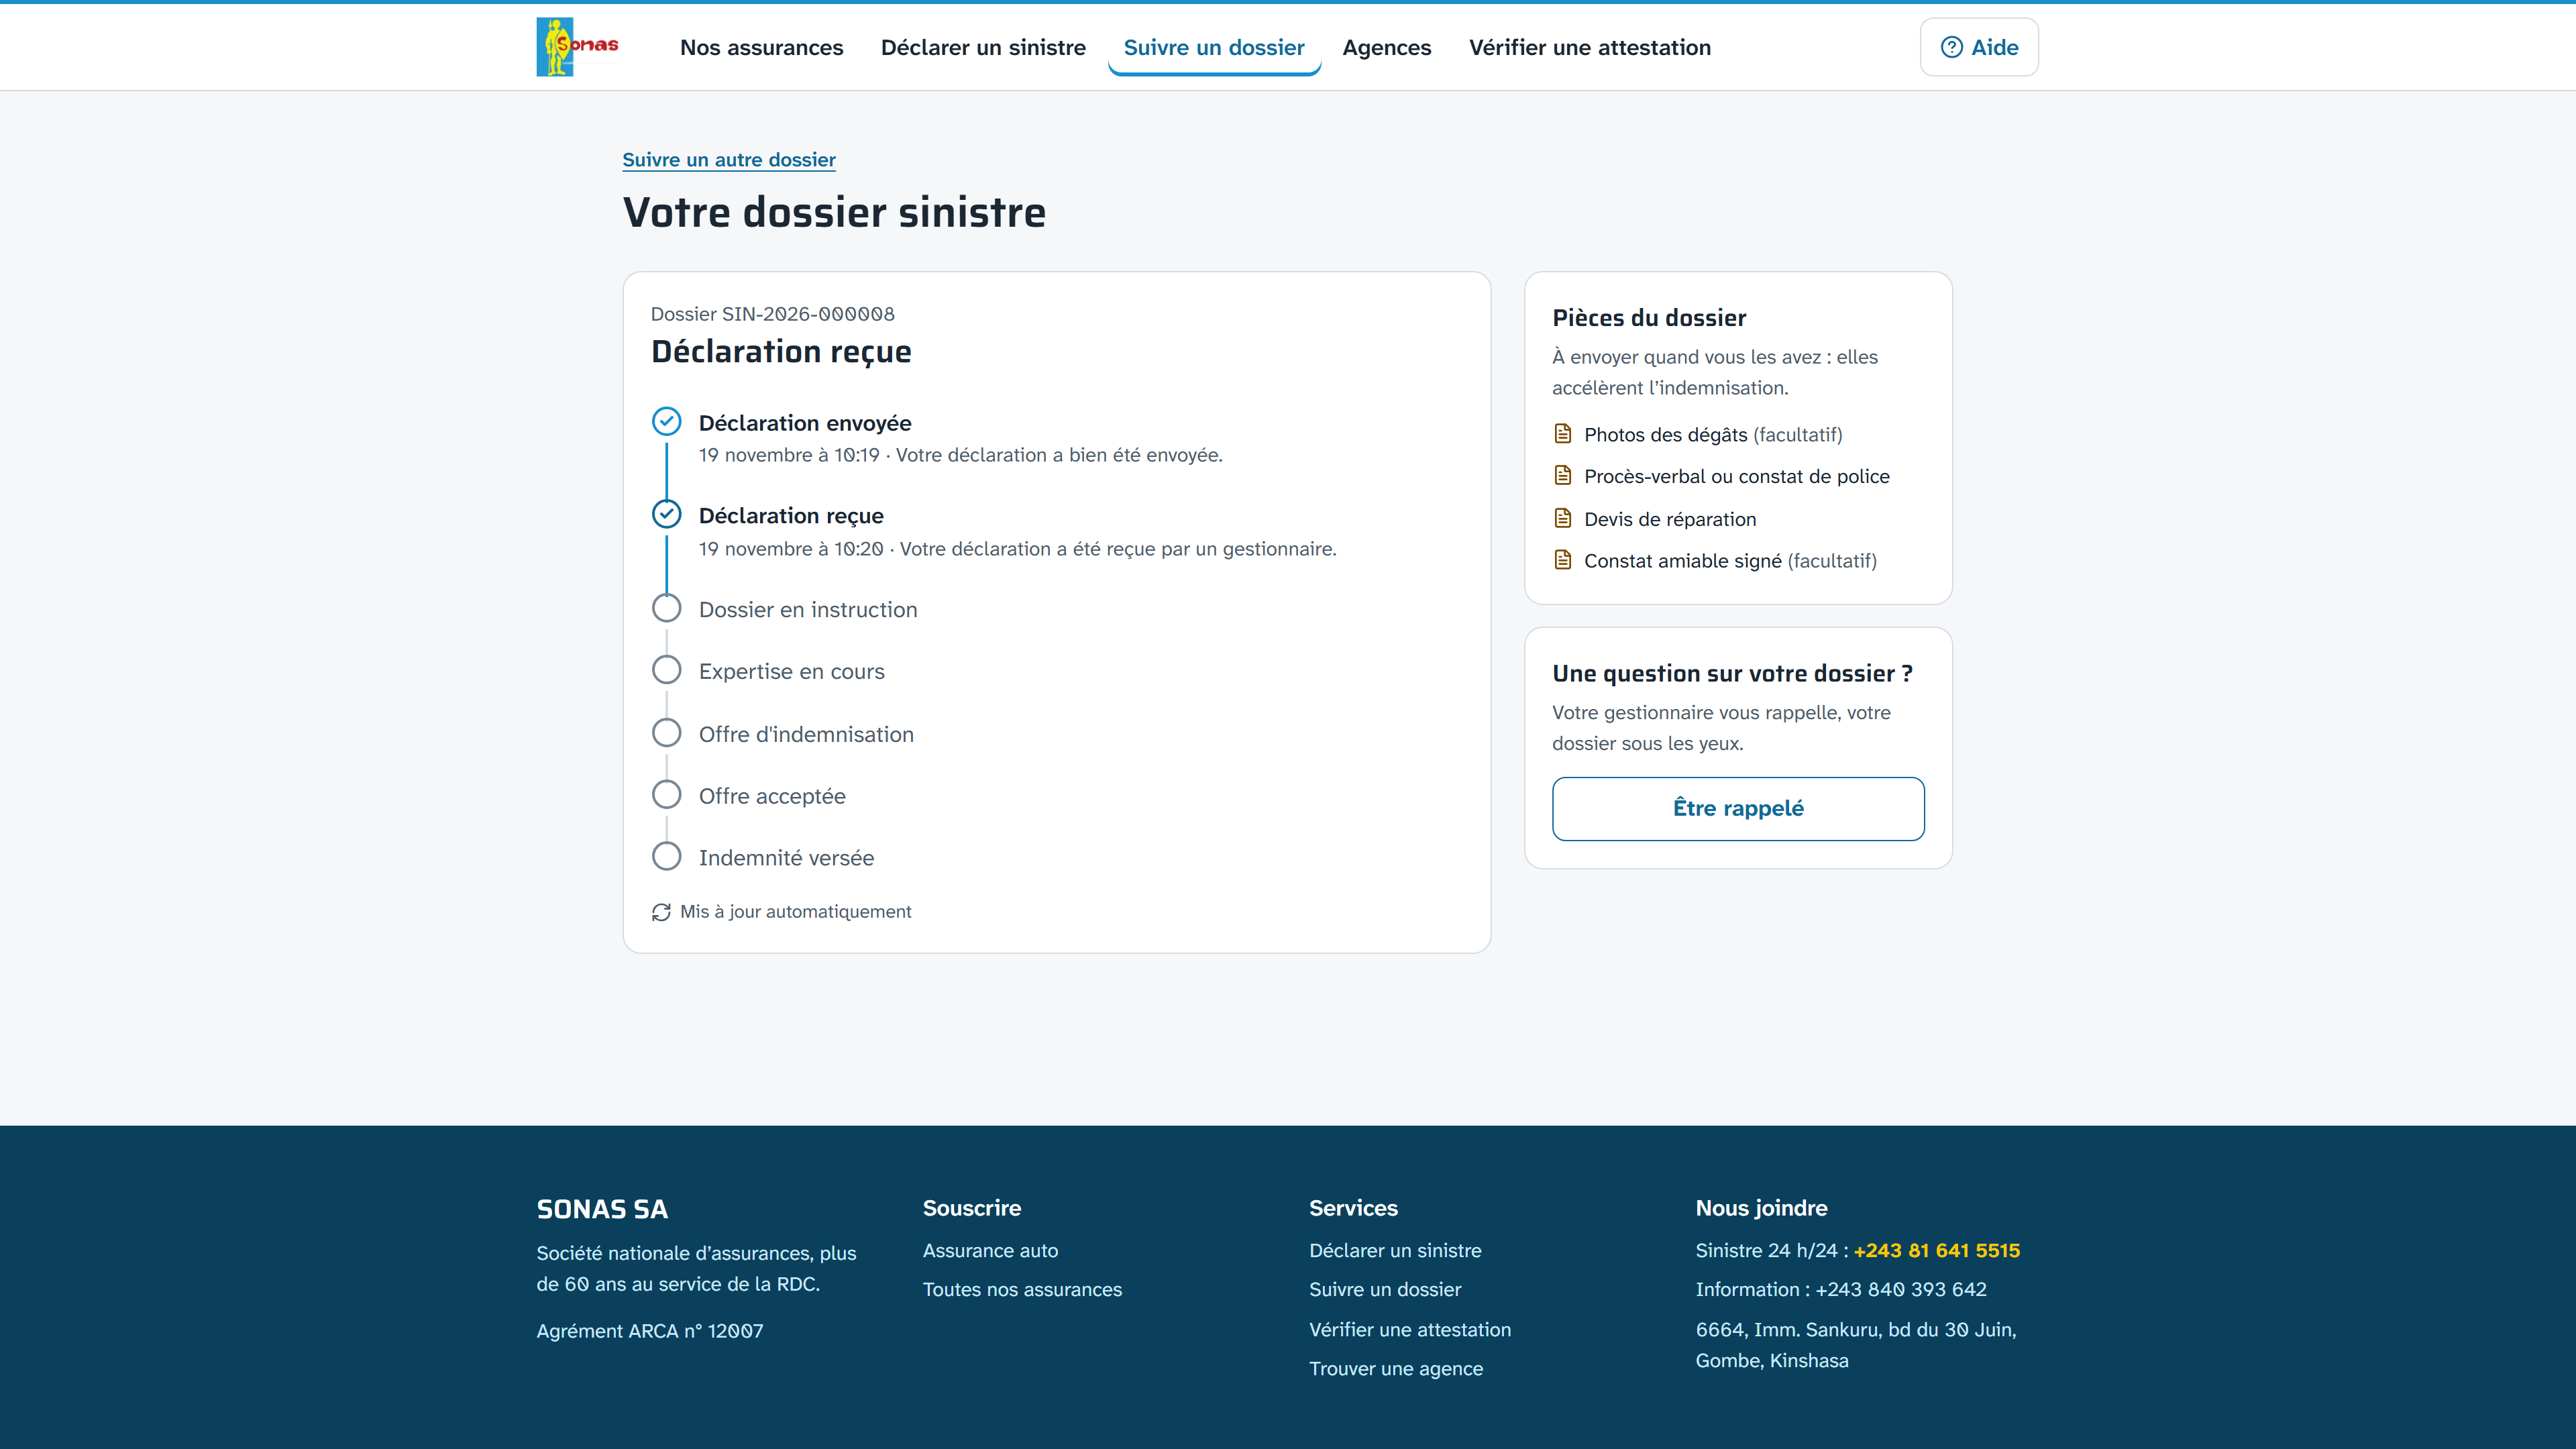 Sonas
Nos assurances
Déclarer un sinistre
Suivre un dossier
Agences
Vérifier une attestation
Aide
Suivre un autre dossier
Votre dossier sinistre
Dossier SIN-2026-000008
Déclaration reçue
Déclaration envoyée
19 novembre à 10:19 · Votre déclaration a bien été envoyée.
Déclaration reçue
19 novembre à 10:20 · Votre déclaration a été reçue par un gestionnaire.
Dossier en instruction
Expertise en cours
Offre d'indemnisation
Offre acceptée
Indemnité versée
Mis à jour automatiquement
Pièces du dossier
À envoyer quand vous les avez : elles
accélèrent l’indemnisation.
Photos des dégâts (facultatif)
Procès-verbal ou constat de police
Devis de réparation
Constat amiable signé (facultatif)
Une question sur votre dossier ?
Votre gestionnaire vous rappelle, votre
dossier sous les yeux.
Être rappelé
SONAS SA
Société nationale d’assurances, plus
de 60 ans au service de la RDC.
Agrément ARCA n° 12007
Souscrire
Assurance auto
Toutes nos assurances
Services
Déclarer un sinistre
Suivre un dossier
Vérifier une attestation
Trouver une agence
Nous joindre
Sinistre 24 h/24 : +243 81 641 5515
Information : +243 840 393 642
6664, Imm. Sankuru, bd du 30 Juin,
Gombe, Kinshasa